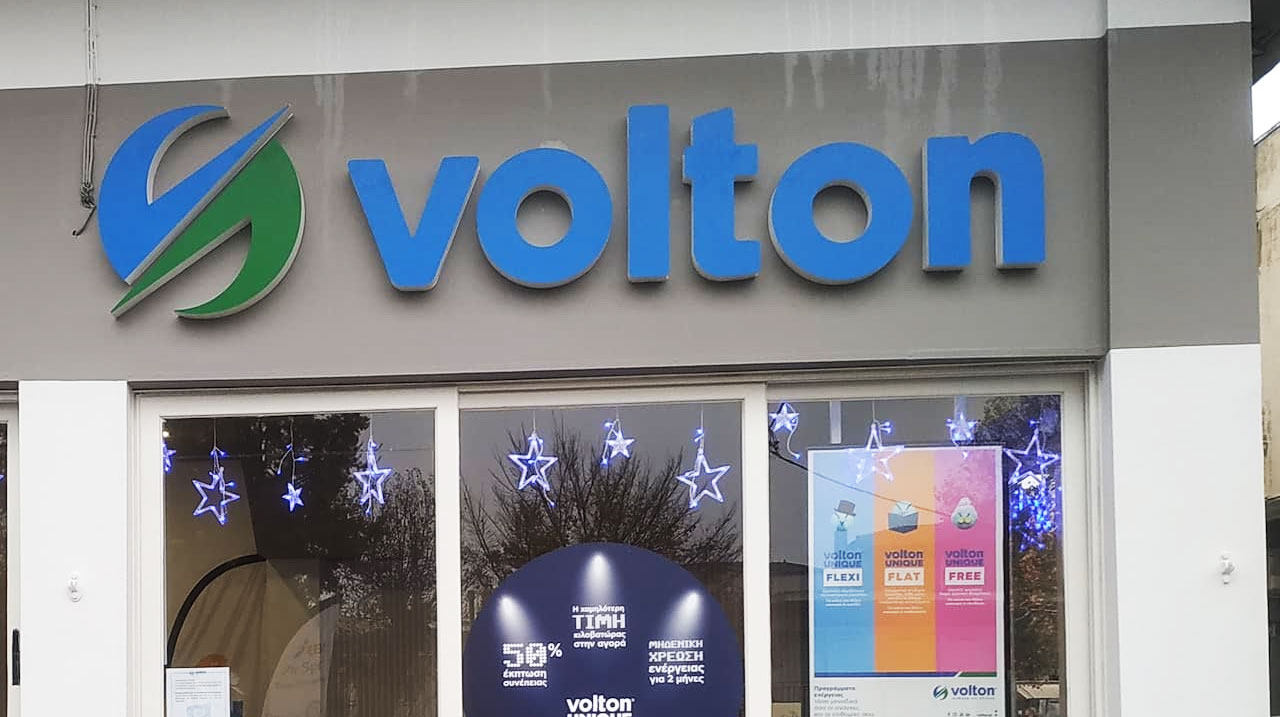 volton
Η χαμηλότερη
ΤΙΜΗ
κιλοβατώρας
στην αγορά
50%
έκπτωση
συνέπειας
ΜΗΔΕΝΙΚΗ
ΧΡΕΩΣΗ
ενέργειας
για 2 μήνες
volton
UNIQUE
volton
UNIQUE
FLEXI
volton
UNIQUE
FLAT
volton
UNIQUE
FREE
Προγράμματα
ενέργειας
volton